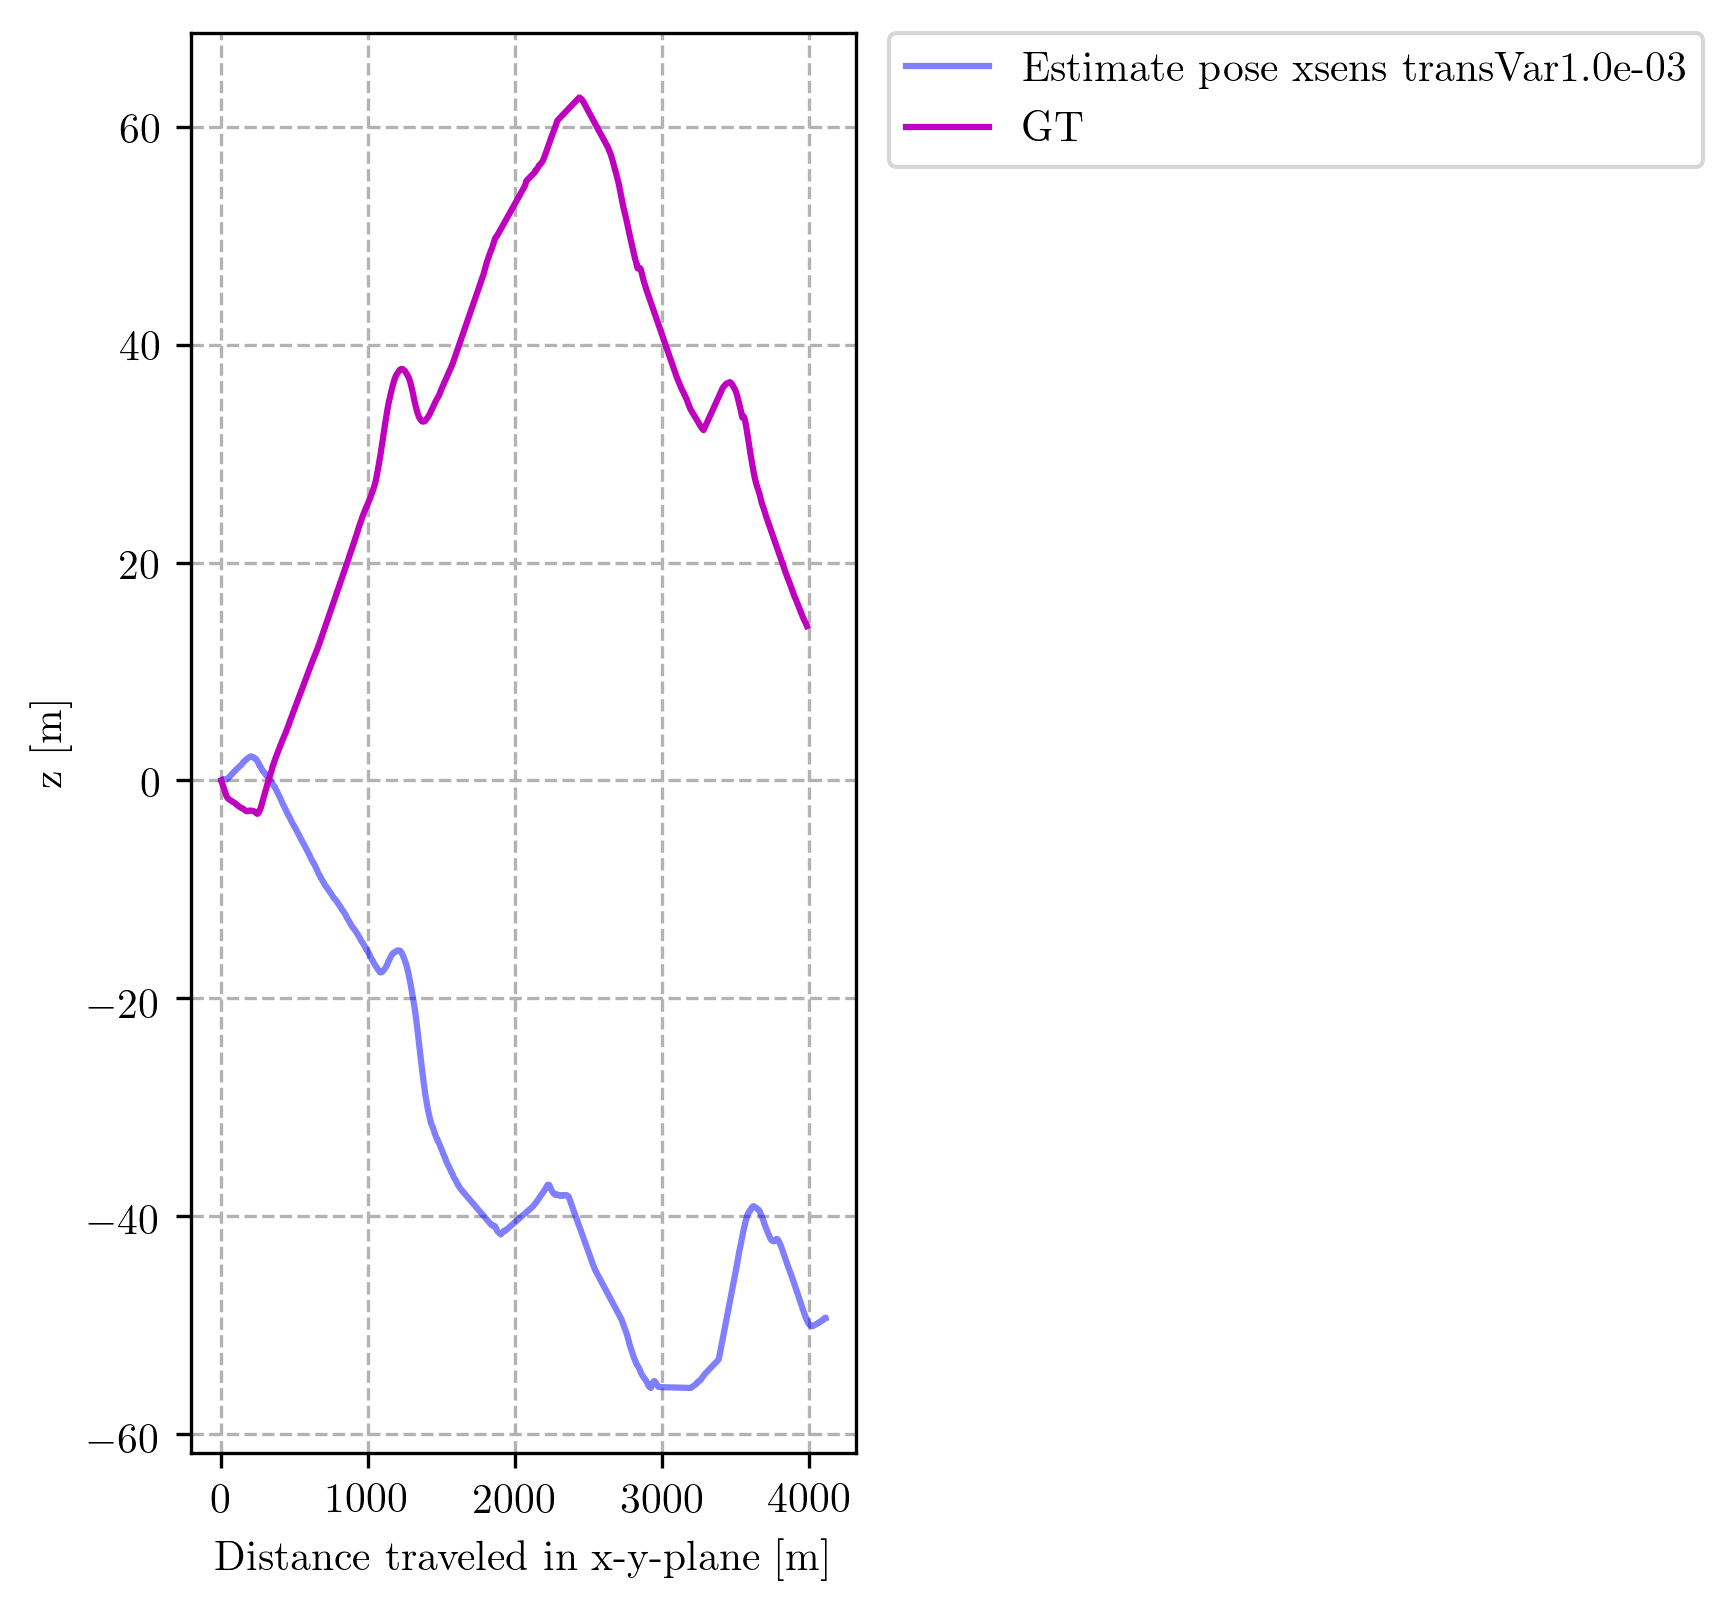 Estimate pose xsens transVar1.0e-03
GT
60
40
20
0
−20
−40
−60
z [m]
0 1000 2000 3000 4000
Distance traveled in x-y-plane [m]